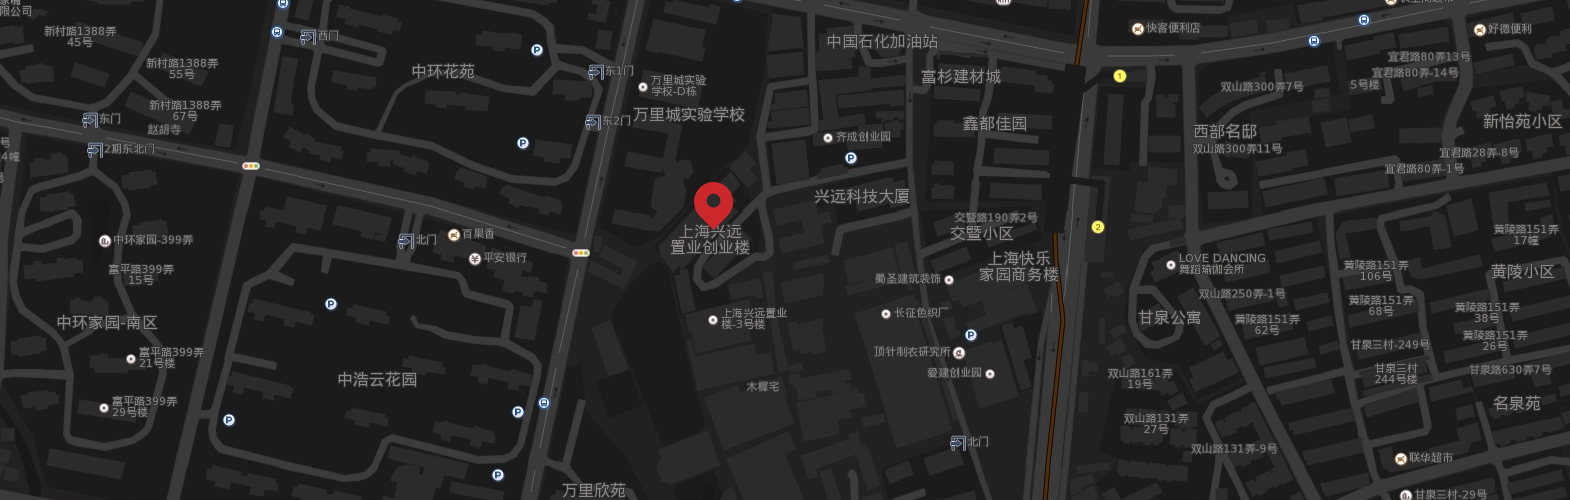 限公司
新村路1388弄
45号
西门
新村路1388弄
55号
新村路1388弄
67号
赵胡寺
东门
2期东北门
号
4幢
中环花苑
东1门
东2门
万里城实验
学校-D栋
万里城实验学校
中国石化加油站
富杉建材城
快客便利店
好德便利
宜君路80弄13号
宜君路80弄-14号
5号楼
双山路300弄7号
西部名邸
双山路300弄11号
新怡苑小区
宜君路28弄-8号
宜君路80弄-1号
鑫都佳园
齐成创业园
兴远科技大厦
交暨路190弄2号
交暨小区
上海兴远
置业创业楼
上海快乐
家园商务楼
蜀圣建筑装饰
长征色织厂
上海兴远置业
楼-3号楼
顶针制衣研究所
爱建创业园
木樨宅
北门
百果香
平安银行
北门
中环家园-399弄
富平路399弄
15号
中环家园-南区
富平路399弄
21号楼
富平路399弄
29号楼
中浩云花园
万里欣苑
1
2
LOVE DANCING
舞蹈瑜伽会所
双山路250弄-1号
甘泉公寓
黄陵路151弄
62号
黄陵路151弄
106号
黄陵路151弄
68号
黄陵路151弄
17幢
黄陵小区
黄陵路151弄
38号
黄陵路151弄
26号
甘泉三村-249号
甘泉三村
244号楼
甘泉路630弄7号
名泉苑
双山路161弄
19号
双山路131弄
27号
双山路131弄-9号
联华超市
甘泉三村-29号